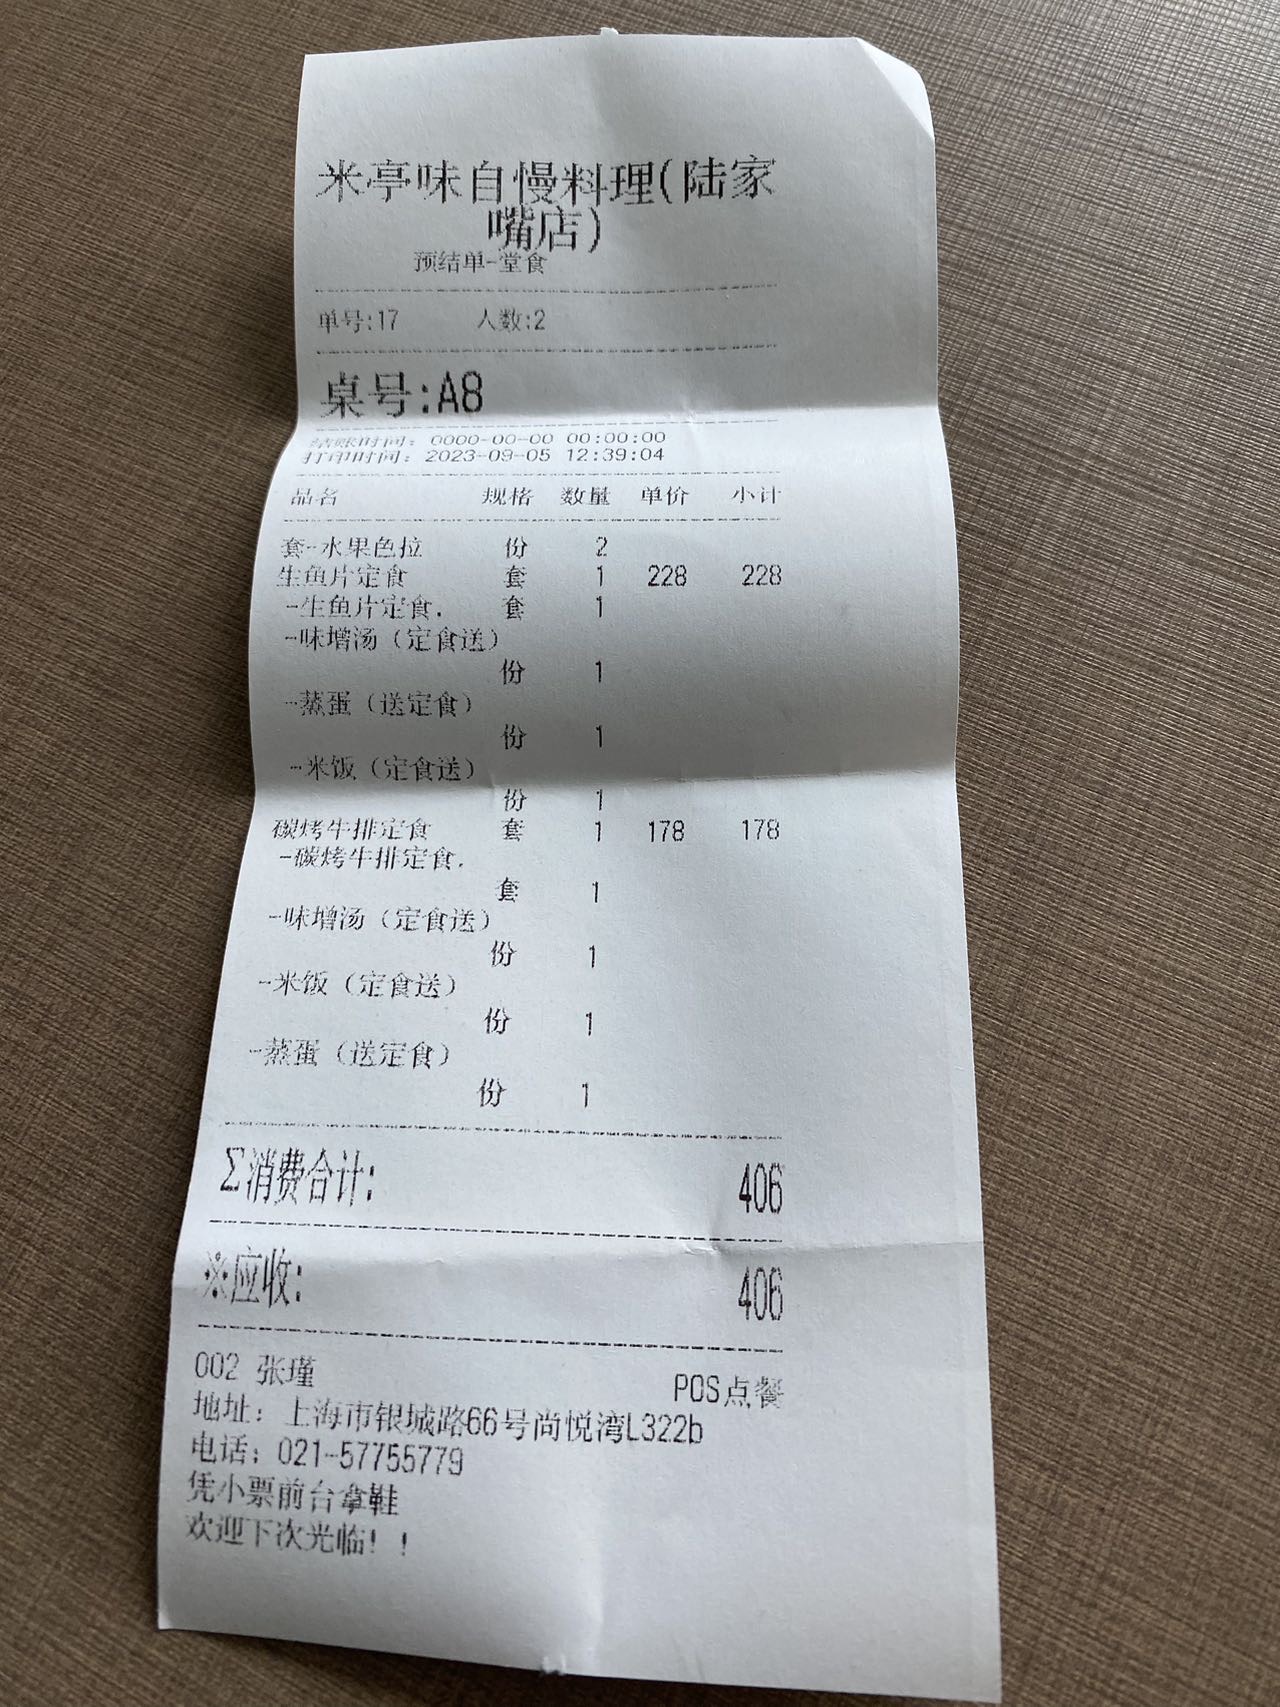 米亭味自慢料理(陆家
嘴店)
预结单-堂食
单号:17 人数:2
桌号:A8
结账时间: 0000-00-00 00:00:00
打印时间: 2023-09-05 12:39:04
品名 规格 数量 单价 小计
套-水果色拉 份 2
生鱼片定食 套 1 228 228
-生鱼片定食. 套 1
-味增汤（定食送）
份 1
-蒸蛋（送定食）
份 1
-米饭（定食送）
份 1
碳烤牛排定食 套 1 178 178
-碳烤牛排定食.
套 1
-味增汤（定食送）
份 1
-米饭（定食送）
份 1
-蒸蛋（送定食）
份 1
Σ消费合计: 406
※应收: 406
002 张瑾 POS点餐
地址: 上海市银城路66号尚悦湾L322b
电话: 021-57755779
凭小票前台拿鞋
欢迎下次光临!!